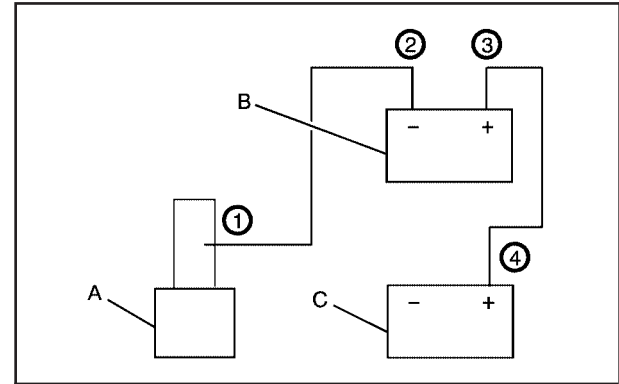 ② ③
B
− +
①
④
A
C
− +